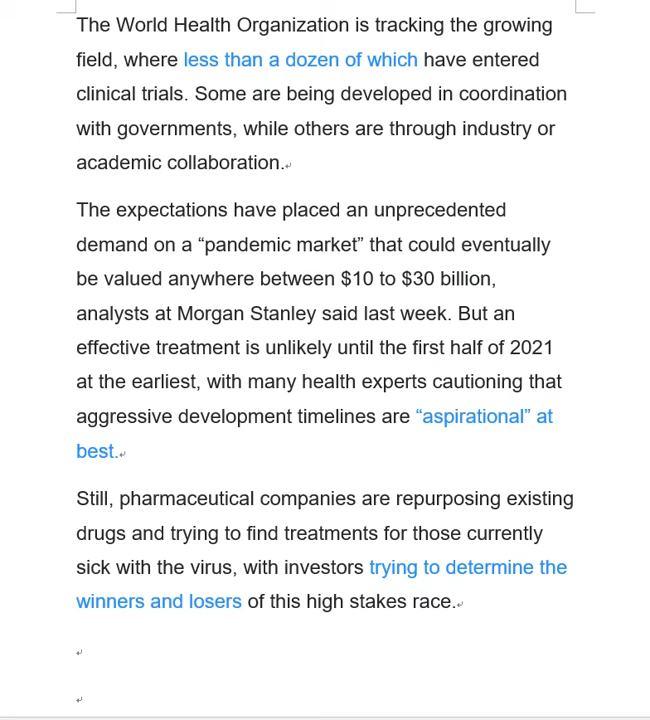 The World Health Organization is tracking the growing
field, where less than a dozen of which have entered
clinical trials. Some are being developed in coordination
with governments, while others are through industry or
academic collaboration.
The expectations have placed an unprecedented
demand on a “pandemic market” that could eventually
be valued anywhere between $10 to $30 billion,
analysts at Morgan Stanley said last week. But an
effective treatment is unlikely until the first half of 2021
at the earliest, with many health experts cautioning that
aggressive development timelines are “aspirational” at
best.
Still, pharmaceutical companies are repurposing existing
drugs and trying to find treatments for those currently
sick with the virus, with investors trying to determine the
winners and losers of this high stakes race.